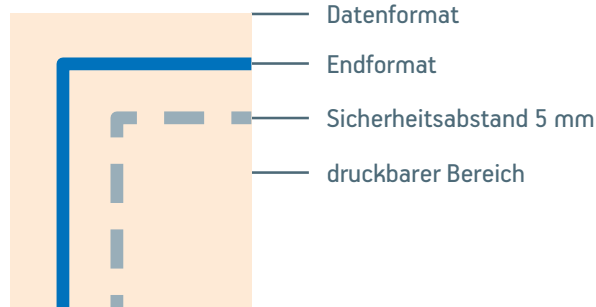 Datenformat
Endformat
Sicherheitsabstand 5 mm
druckbarer Bereich